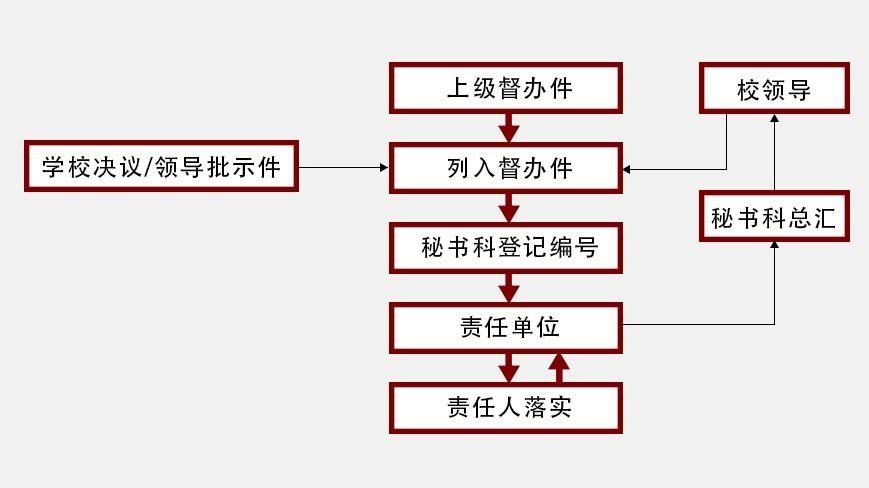 上级督办件
校领导
学校决议/领导批示件
列入督办件
秘书科总汇
秘书科登记编号
责任单位
责任人落实